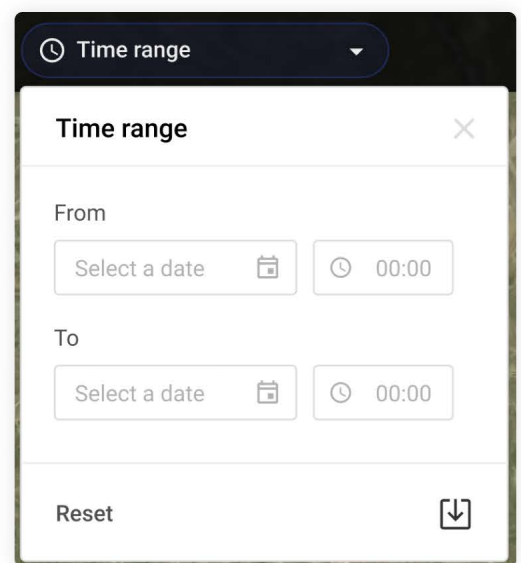 Time range
Time range
From
Select a date 00:00
To
Select a date 00:00
Reset